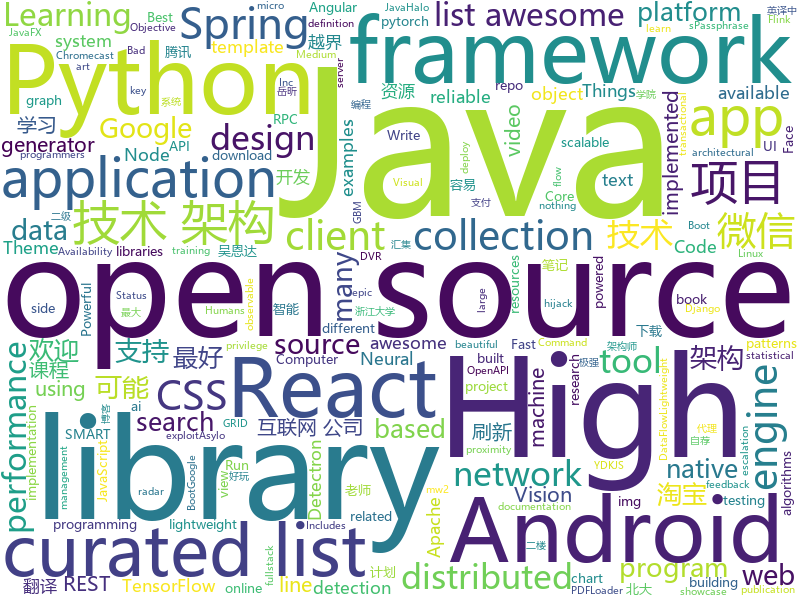 Learning
Spring
list awesome
platform
Best
Angular
JavaHalo
micro
pytorch
definition
英译中
JavaFX
Objective
Bad
sPassphrase
Flink
learn
system
template
越界
Things
Chromecast
腾讯
art
Inc
岳昕
server
repo
系统
Python
Java
framework
graph
key
RPC
资源
object
available
编程
学院
学习
Google
API
reliable
transactional
generator
design
Node
download
examples
video
Write
scalable
UI
Face
programmers
开发
implemented
app
architectural
application
Core
text
容易
deploy
flow
Visual
项目
技术 架构
client
data
collection
nothing
GBM
支付
Boot
技术
微信
Theme
libraries
二级
Availability
training
吴恩达
many
Code
Linux
observable
side
Powerful
open source
DVR
汇集
浙江大学
笔记
resources
powered
book
Django
Status
最大
智能
Humans
epic
large
hijack
下载
patterns
statistical
欢迎
支持
source
awesome
different
beautiful
Fast
Command
架构师
极强
架构
performance
课程
最好
Computer
Neural
built
project
OpenAPI
privilege
using
可能
CSS
React
High
tool
research
machine
DataFlowLightweight
ai
search
互联网 公司
based
刷新
proximity
代理
自荐
SMART
GRID
Detectron
Run
exploitAsylo
network
Vision
native
YDKJS
escalation
engine
implementation
JavaScript
library
view
BootGoogle
好玩
radar
Apache
mw2
feedback
淘宝
management
programming
lightweight
老师
img
testing
algorithms
documentation
curated list
related
Android
program
web
fullstack
Includes
计划
二楼
line
distributed
chart
building
翻译
REST
TensorFlow
online
detection
PDFLoader
北大
showcase
publication